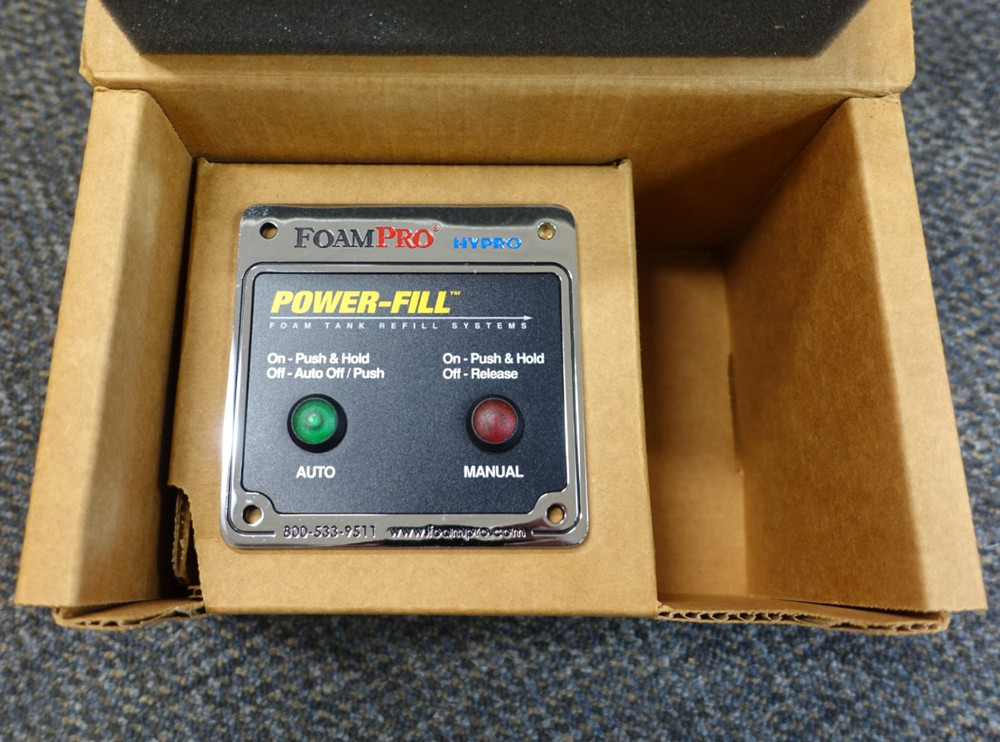 FOAMPRO® HYPRO
POWER-FILL™
FOAM TANK REFILL SYSTEMS
On - Push & Hold
Off - Auto Off / Push
On - Push & Hold
Off - Release
AUTO
MANUAL
800-533-9511 www.foampro.com